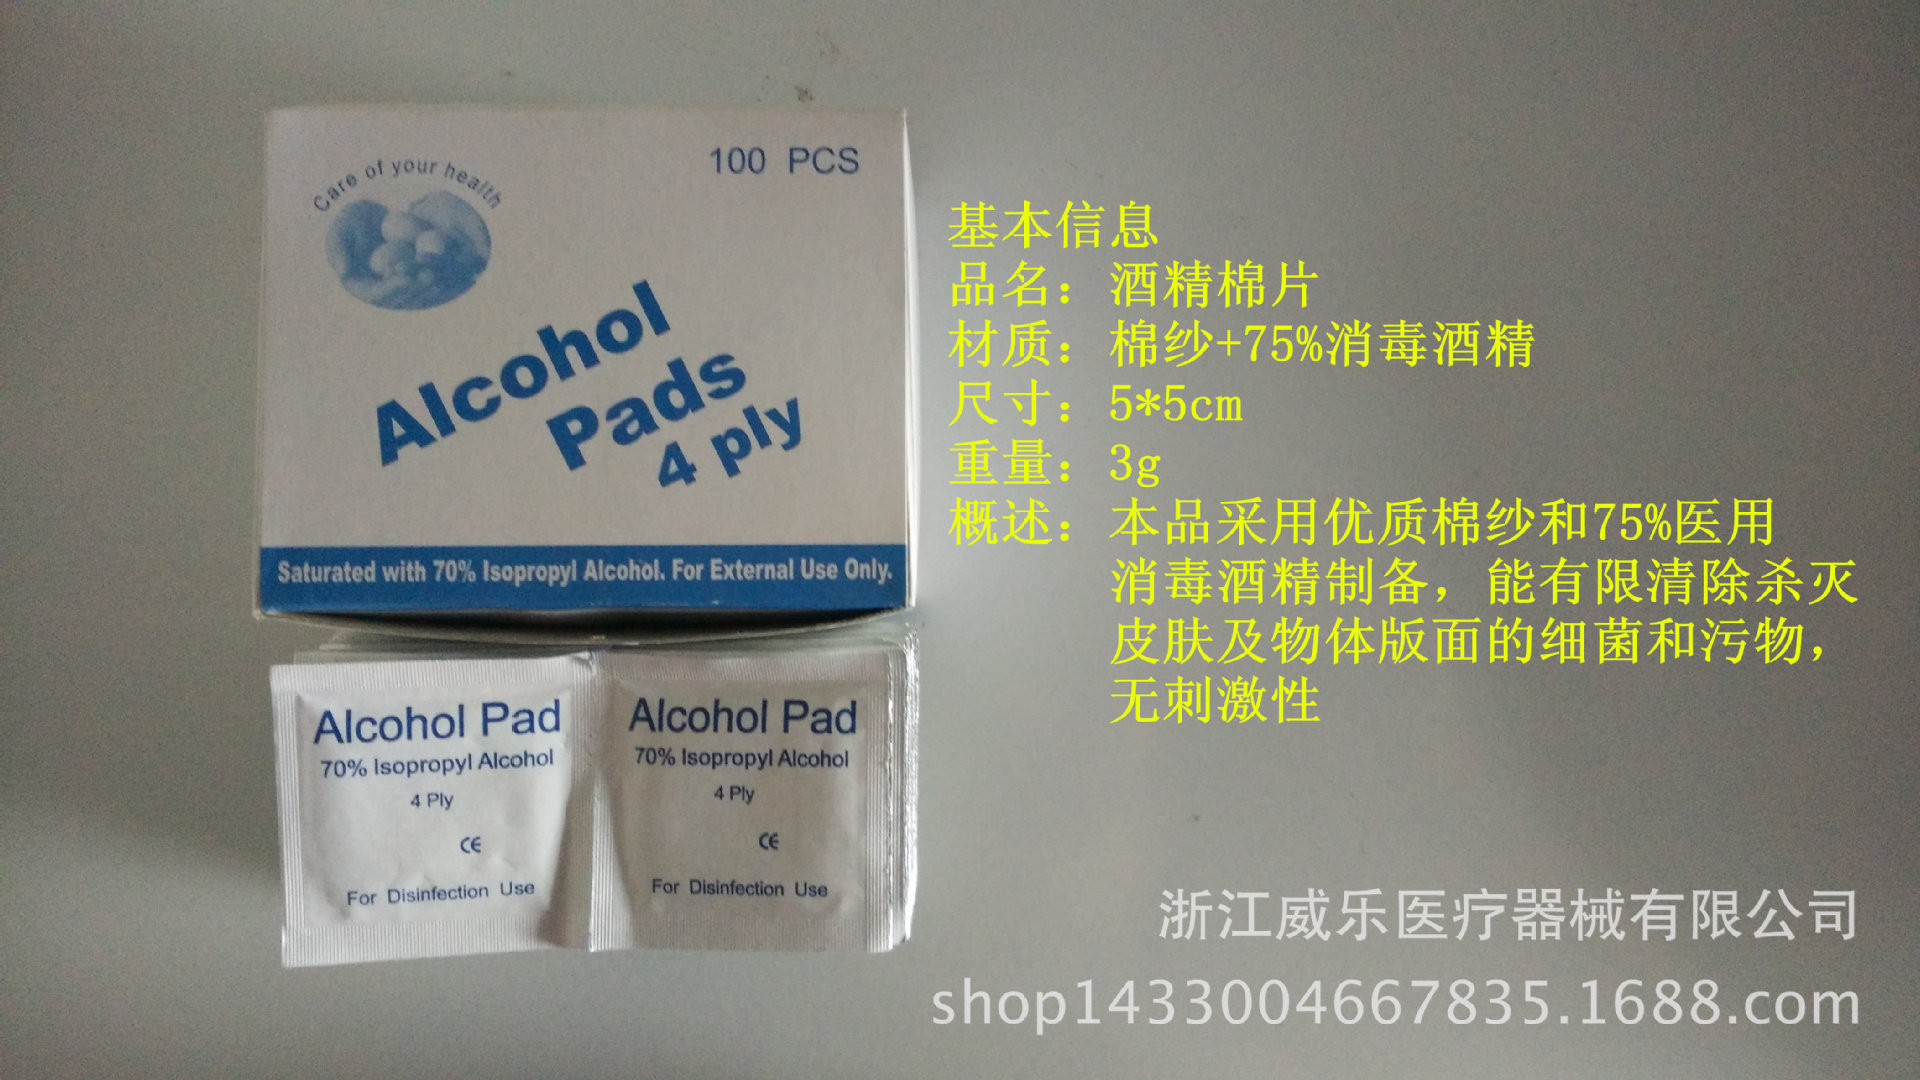 Care of your health
100 PCS
Alcohol
Pads
4 ply
Saturated with 70% Isopropyl Alcohol. For External Use Only.
Alcohol Pad
70% Isopropyl Alcohol
4 Ply
CE
For Disinfection Use
Alcohol Pad
70% Isopropyl Alcohol
4 Ply
CE
For Disinfection Use
基本信息
品名：酒精棉片
材质：棉纱+75%消毒酒精
尺寸：5*5cm
重量：3g
概述：本品采用优质棉纱和75%医用
消毒酒精制备，能有限清除杀灭
皮肤及物体版面的细菌和污物，
无刺激性
浙江威乐医疗器械有限公司
shop1433004667835.1688.com